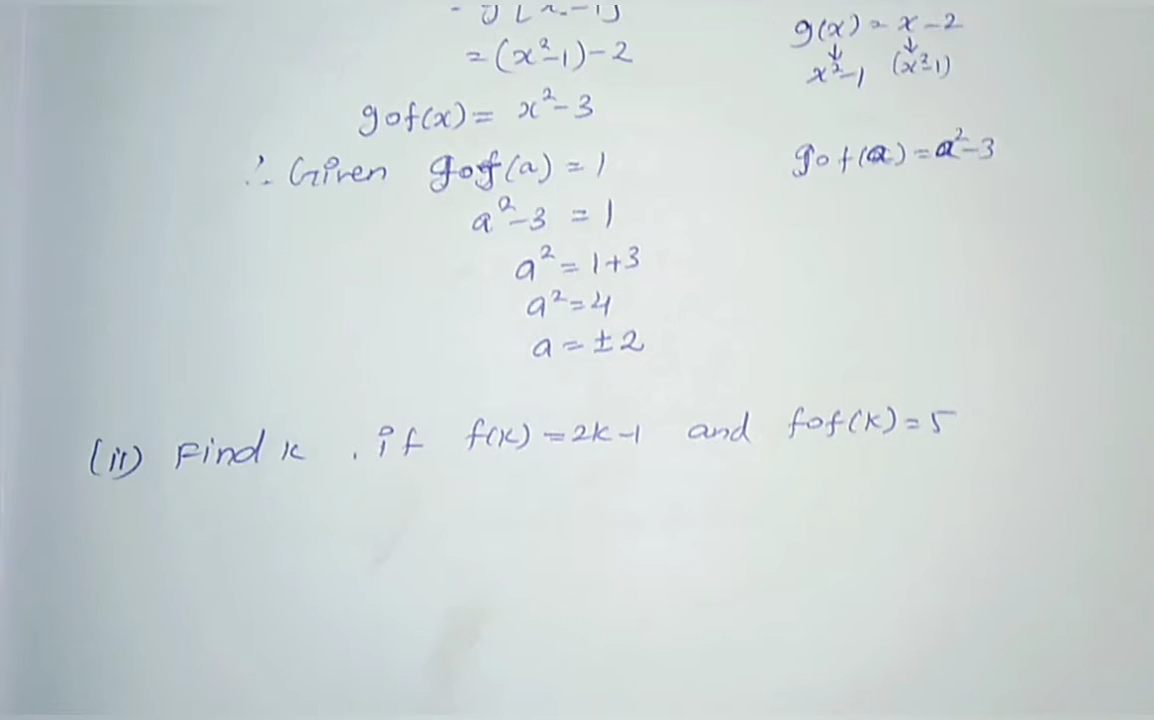 = (x²-1)-2
gof(x) = x²-3
∴ Given gof(a) = 1
a²-3 = 1
a² = 1+3
a² = 4
a = ±2
g(x) = x-2
↓ ↓
x²-1 (x²-1)
gof(a) = a²-3
(ii) Find k , if f(k) = 2k-1 and fof(k) = 5